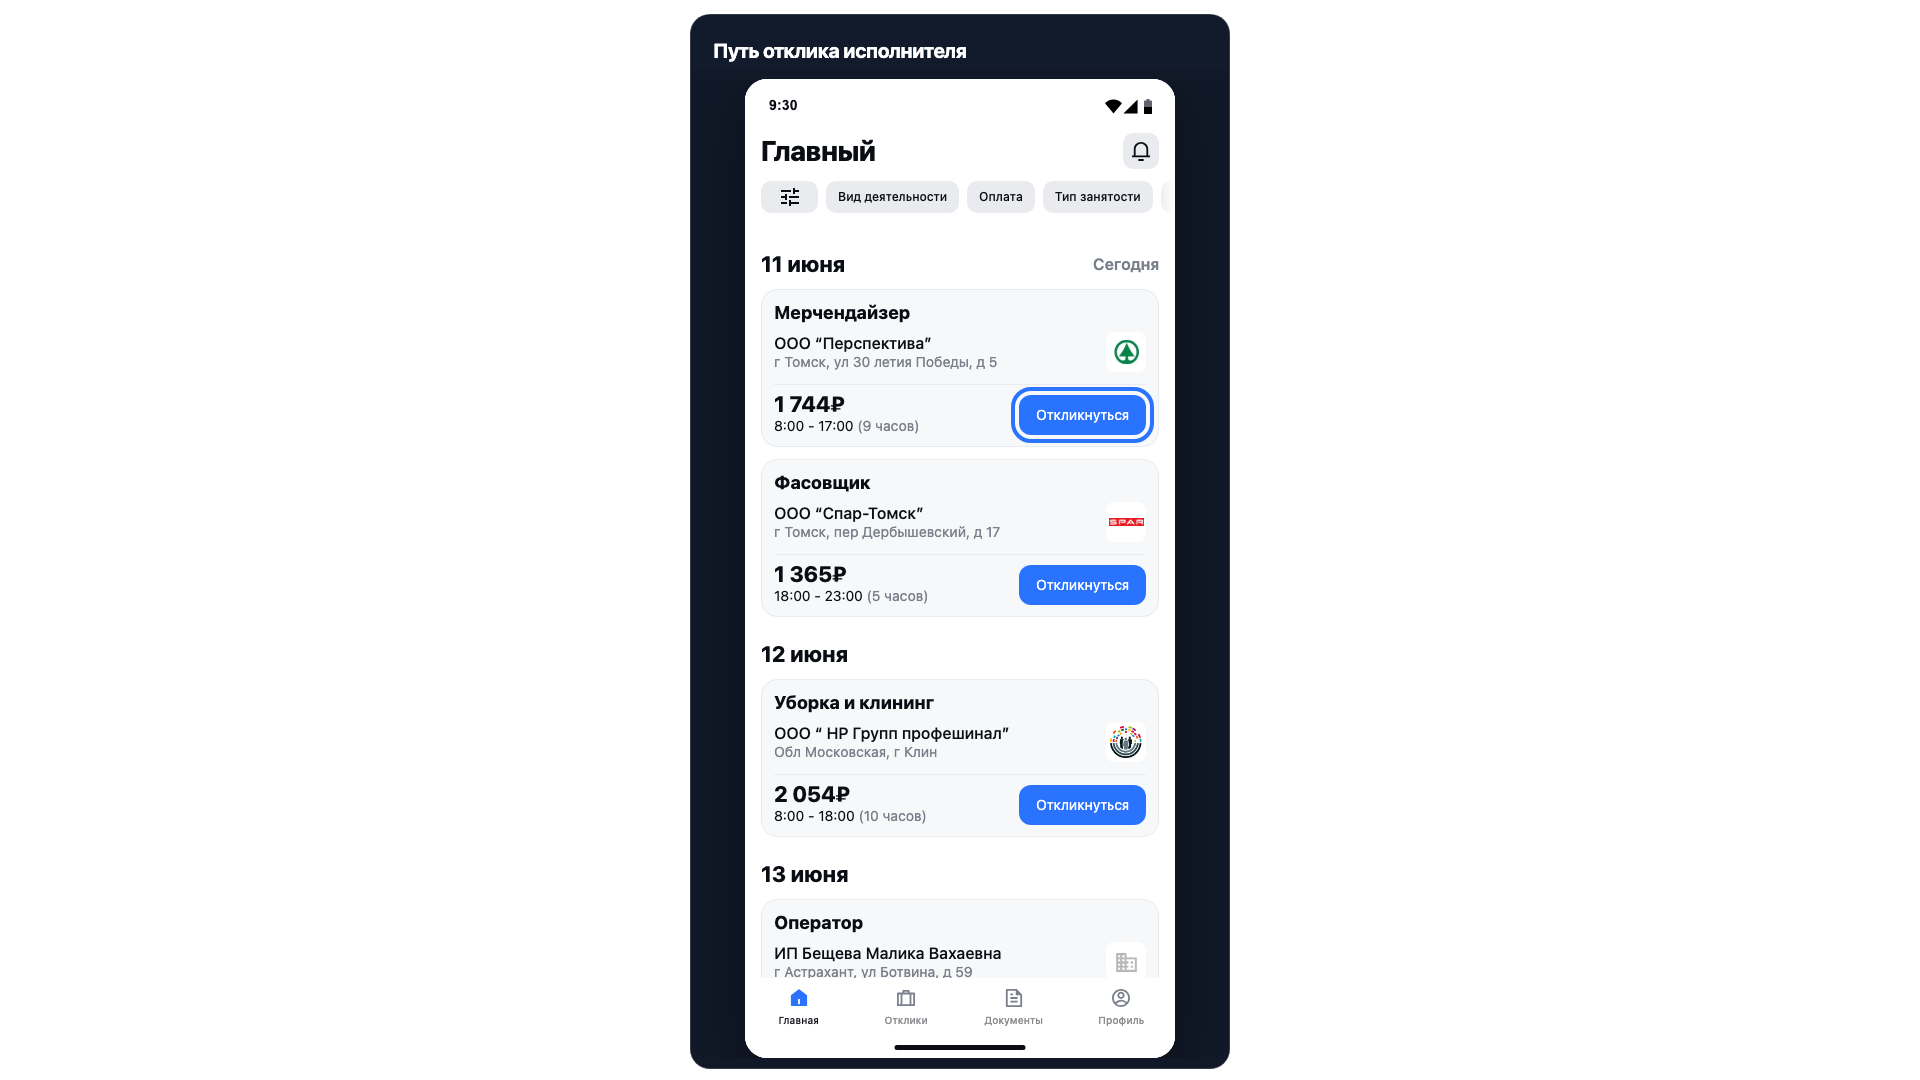 Путь отклика исполнителя
9:30
Главный
Вид деятельности
Оплата
Тип занятости
11 июня
Сегодня
Мерчендайзер
ООО “Перспектива”
г Томск, ул 30 летия Победы, д 5
1 744₽
8:00 - 17:00 (9 часов)
Откликнуться
Фасовщик
ООО “Спар-Томск”
г Томск, пер Дербышевский, д 17
SPAR
1 365₽
18:00 - 23:00 (5 часов)
Откликнуться
12 июня
Уборка и клининг
ООО “ НР Групп профешинал”
Обл Московская, г Клин
2 054₽
8:00 - 18:00 (10 часов)
Откликнуться
13 июня
Оператор
ИП Бещева Малика Вахаевна
г Астрахант, ул Ботвина, д 59
Главная
Отклики
Документы
Профиль